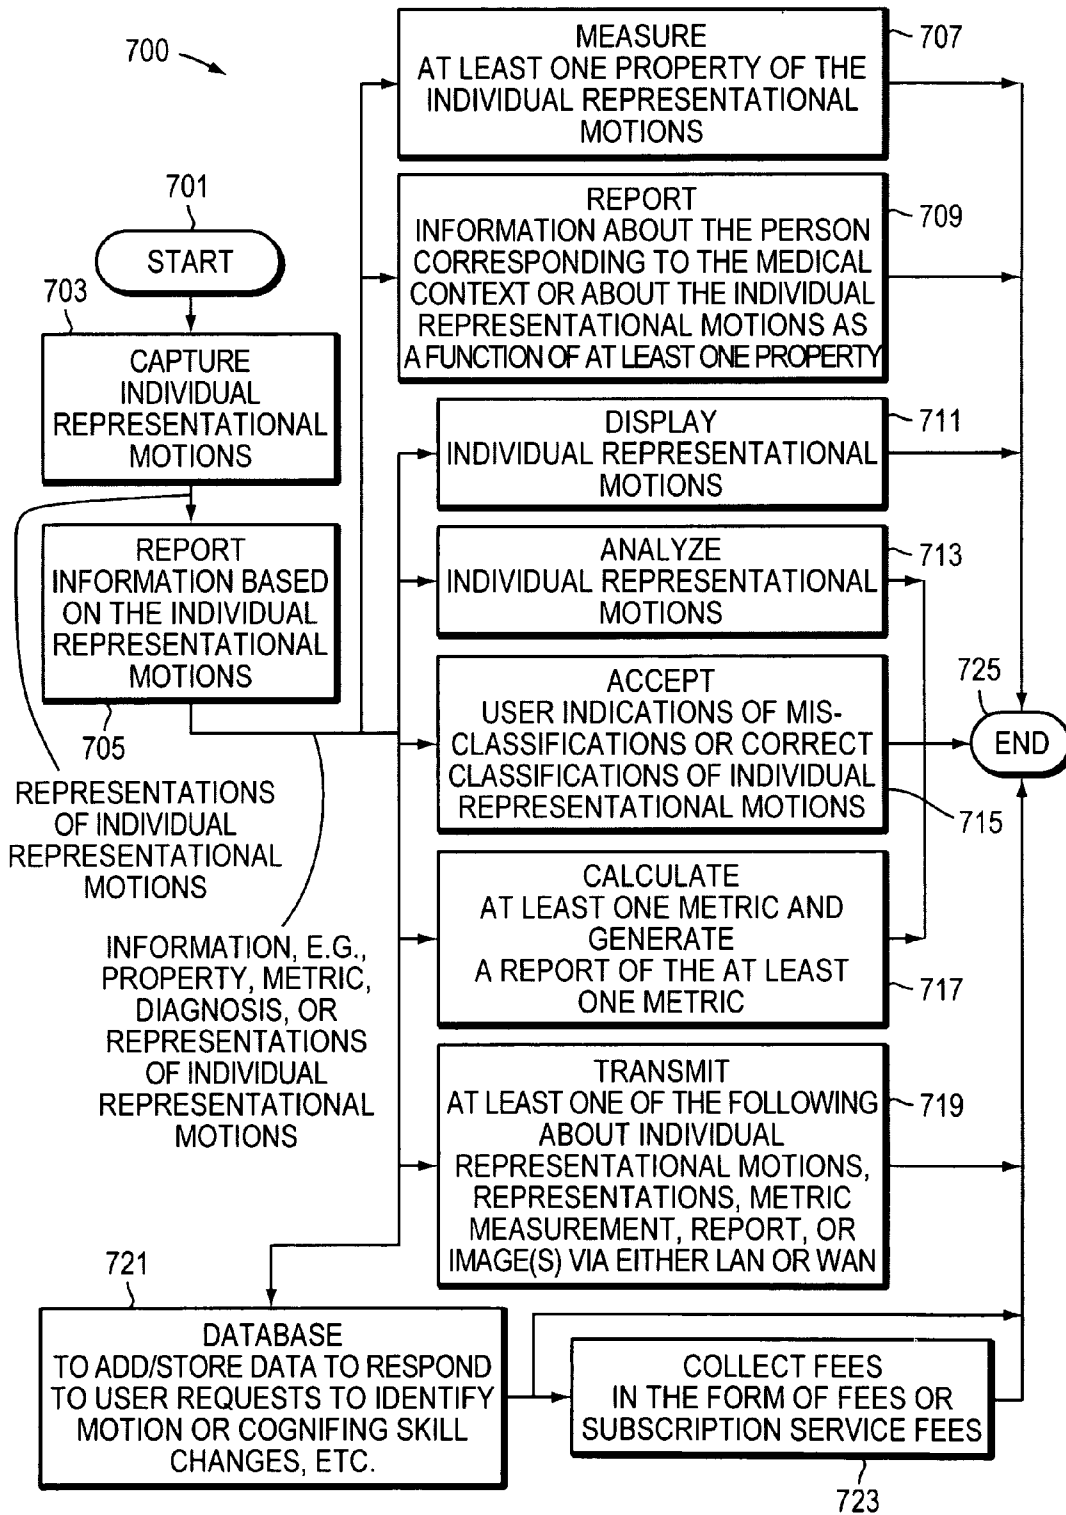 700
701
START
703
CAPTURE
INDIVIDUAL
REPRESENTATIONAL
MOTIONS
REPORT
INFORMATION BASED
ON THE INDIVIDUAL
REPRESENTATIONAL
MOTIONS
705
REPRESENTATIONS
OF INDIVIDUAL
REPRESENTATIONAL
MOTIONS
INFORMATION, E.G.,
PROPERTY, METRIC,
DIAGNOSIS, OR
REPRESENTATIONS
OF INDIVIDUAL
REPRESENTATIONAL
MOTIONS
MEASURE
AT LEAST ONE PROPERTY OF THE
INDIVIDUAL REPRESENTATIONAL
MOTIONS
707
REPORT
INFORMATION ABOUT THE PERSON
CORRESPONDING TO THE MEDICAL
CONTEXT OR ABOUT THE INDIVIDUAL
REPRESENTATIONAL MOTIONS AS
A FUNCTION OF AT LEAST ONE PROPERTY
709
DISPLAY
INDIVIDUAL REPRESENTATIONAL
MOTIONS
711
ANALYZE
INDIVIDUAL REPRESENTATIONAL
MOTIONS
713
ACCEPT
USER INDICATIONS OF MIS-
CLASSIFICATIONS OR CORRECT
CLASSIFICATIONS OF INDIVIDUAL
REPRESENTATIONAL MOTIONS
715
CALCULATE
AT LEAST ONE METRIC AND
GENERATE
A REPORT OF THE AT LEAST
ONE METRIC
717
TRANSMIT
AT LEAST ONE OF THE FOLLOWING
ABOUT INDIVIDUAL
REPRESENTATIONAL MOTIONS,
REPRESENTATIONS, METRIC
MEASUREMENT, REPORT, OR
IMAGE(S) VIA EITHER LAN OR WAN
719
721
DATABASE
TO ADD/STORE DATA TO RESPOND
TO USER REQUESTS TO IDENTIFY
MOTION OR COGNIFING SKILL
CHANGES, ETC.
COLLECT FEES
IN THE FORM OF FEES OR
SUBSCRIPTION SERVICE FEES
723
725
END